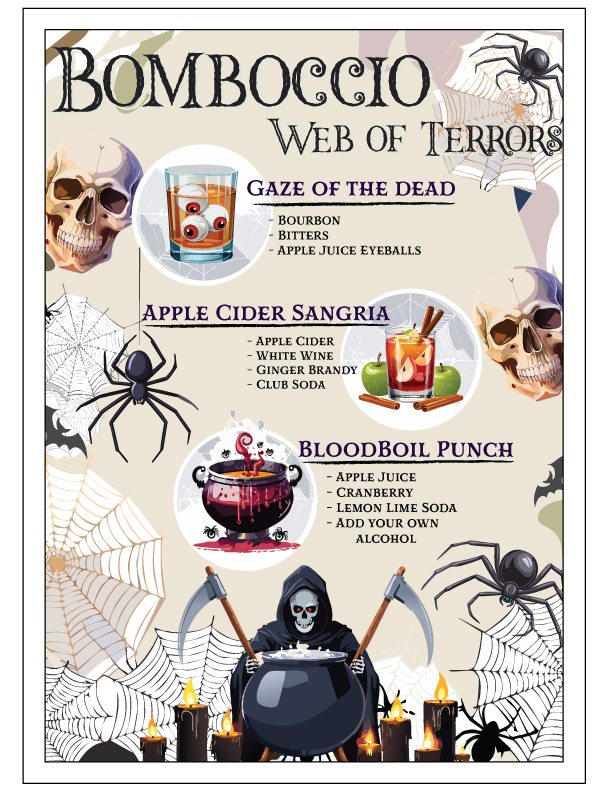 Bomboccio
Web of Terrors
Gaze of the dead
- Bourbon
- Bitters
- Apple Juice Eyeballs
Apple Cider Sangria
- Apple Cider
- White Wine
- Ginger Brandy
- Club Soda
BloodBoil Punch
- Apple Juice
- Cranberry
- Lemon Lime Soda
- Add your own
alcohol